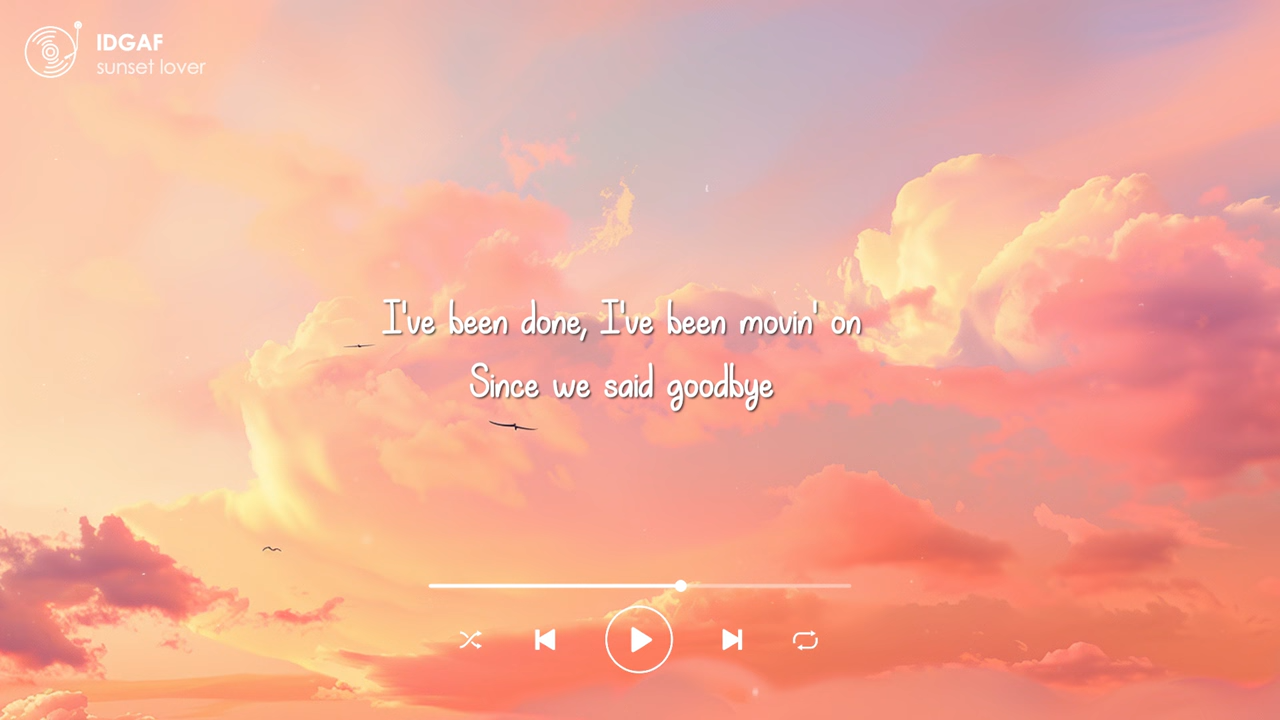 IDGAF
sunset lover
I've been done, I've been movin' on
Since we said goodbye